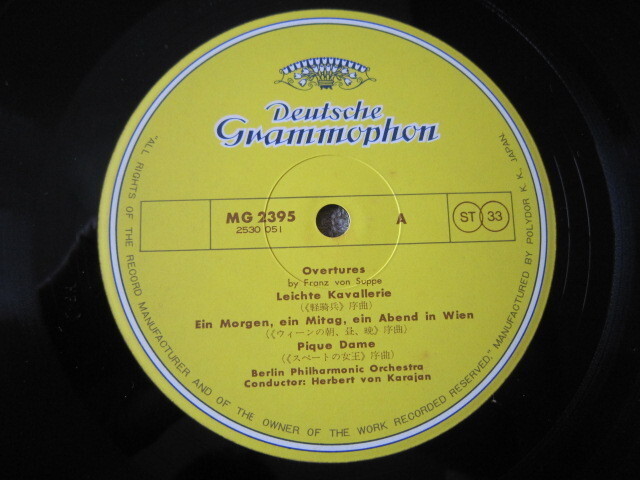 Deutsche
Grammophon
MG 2395
2530 051
A
ST 33
Overtures
by Franz von Suppe
Leichte Kavallerie
(《軽騎兵》序曲)
Ein Morgen, ein Mitag, ein Abend in Wien
(《ウィーンの朝、昼、晩》序曲)
Pique Dame
(《スペードの女王》序曲)
Berlin Philharmonic Orchestra
Conductor: Herbert von Karajan
"ALL RIGHTS OF THE RECORD MANUFACTURER AND OF THE OWNER OF THE WORK RECORDED RESERVED." MANUFACTURED BY POLYDOR K. K., JAPAN